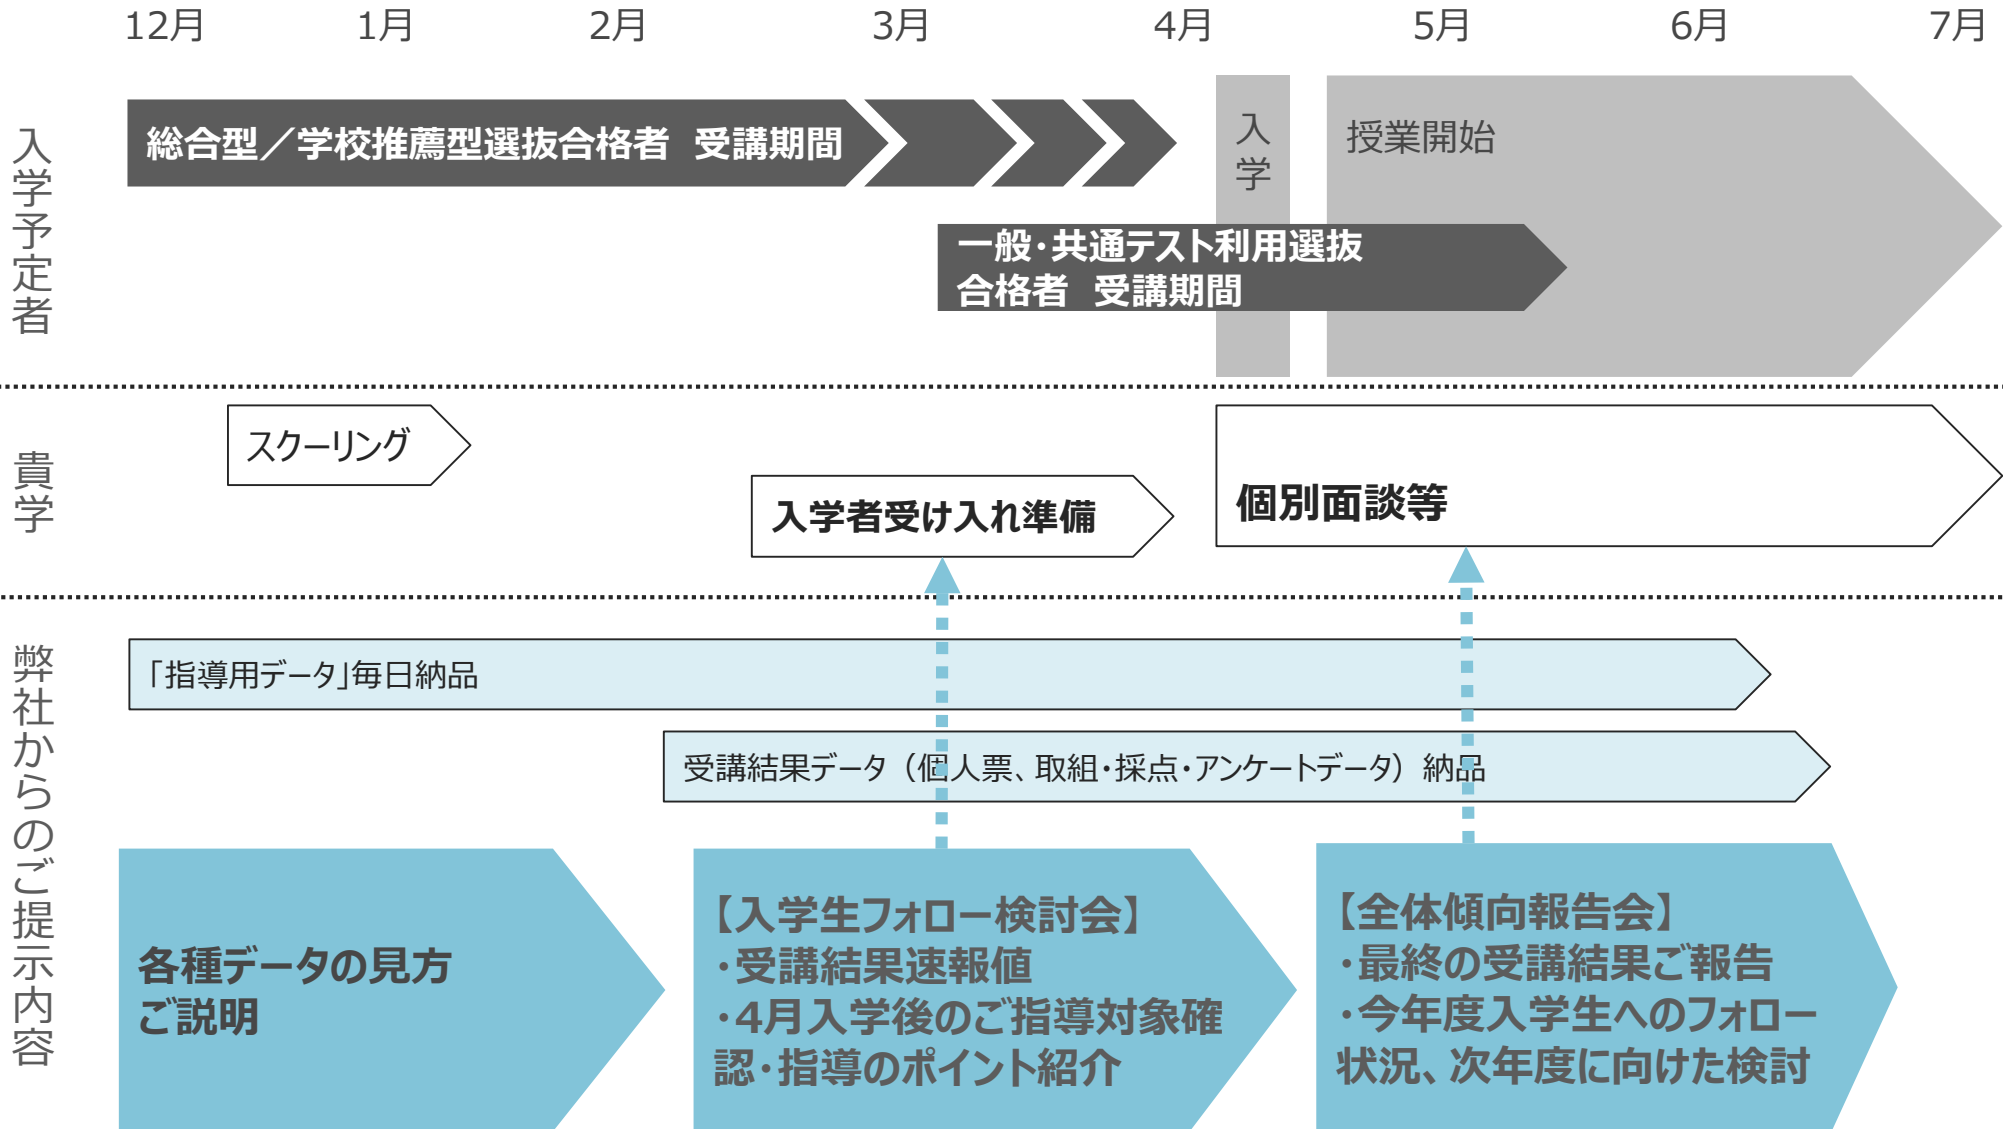 12月 1月 2月 3月 4月 5月 6月 7月
入学予定者
総合型／学校推薦型選抜合格者　受講期間
入学
授業開始
一般・共通テスト利用選抜
合格者　受講期間
貴学
スクーリング
入学者受け入れ準備
個別面談等
弊社からのご提示内容
「指導用データ」毎日納品
受講結果データ（個人票、取組・採点・アンケートデータ）納品
各種データの見方
ご説明
【入学生フォロー検討会】
・受講結果速報値
・4月入学後のご指導対象確
認・指導のポイント紹介
【全体傾向報告会】
・最終の受講結果ご報告
・今年度入学生へのフォロー
状況、次年度に向けた検討